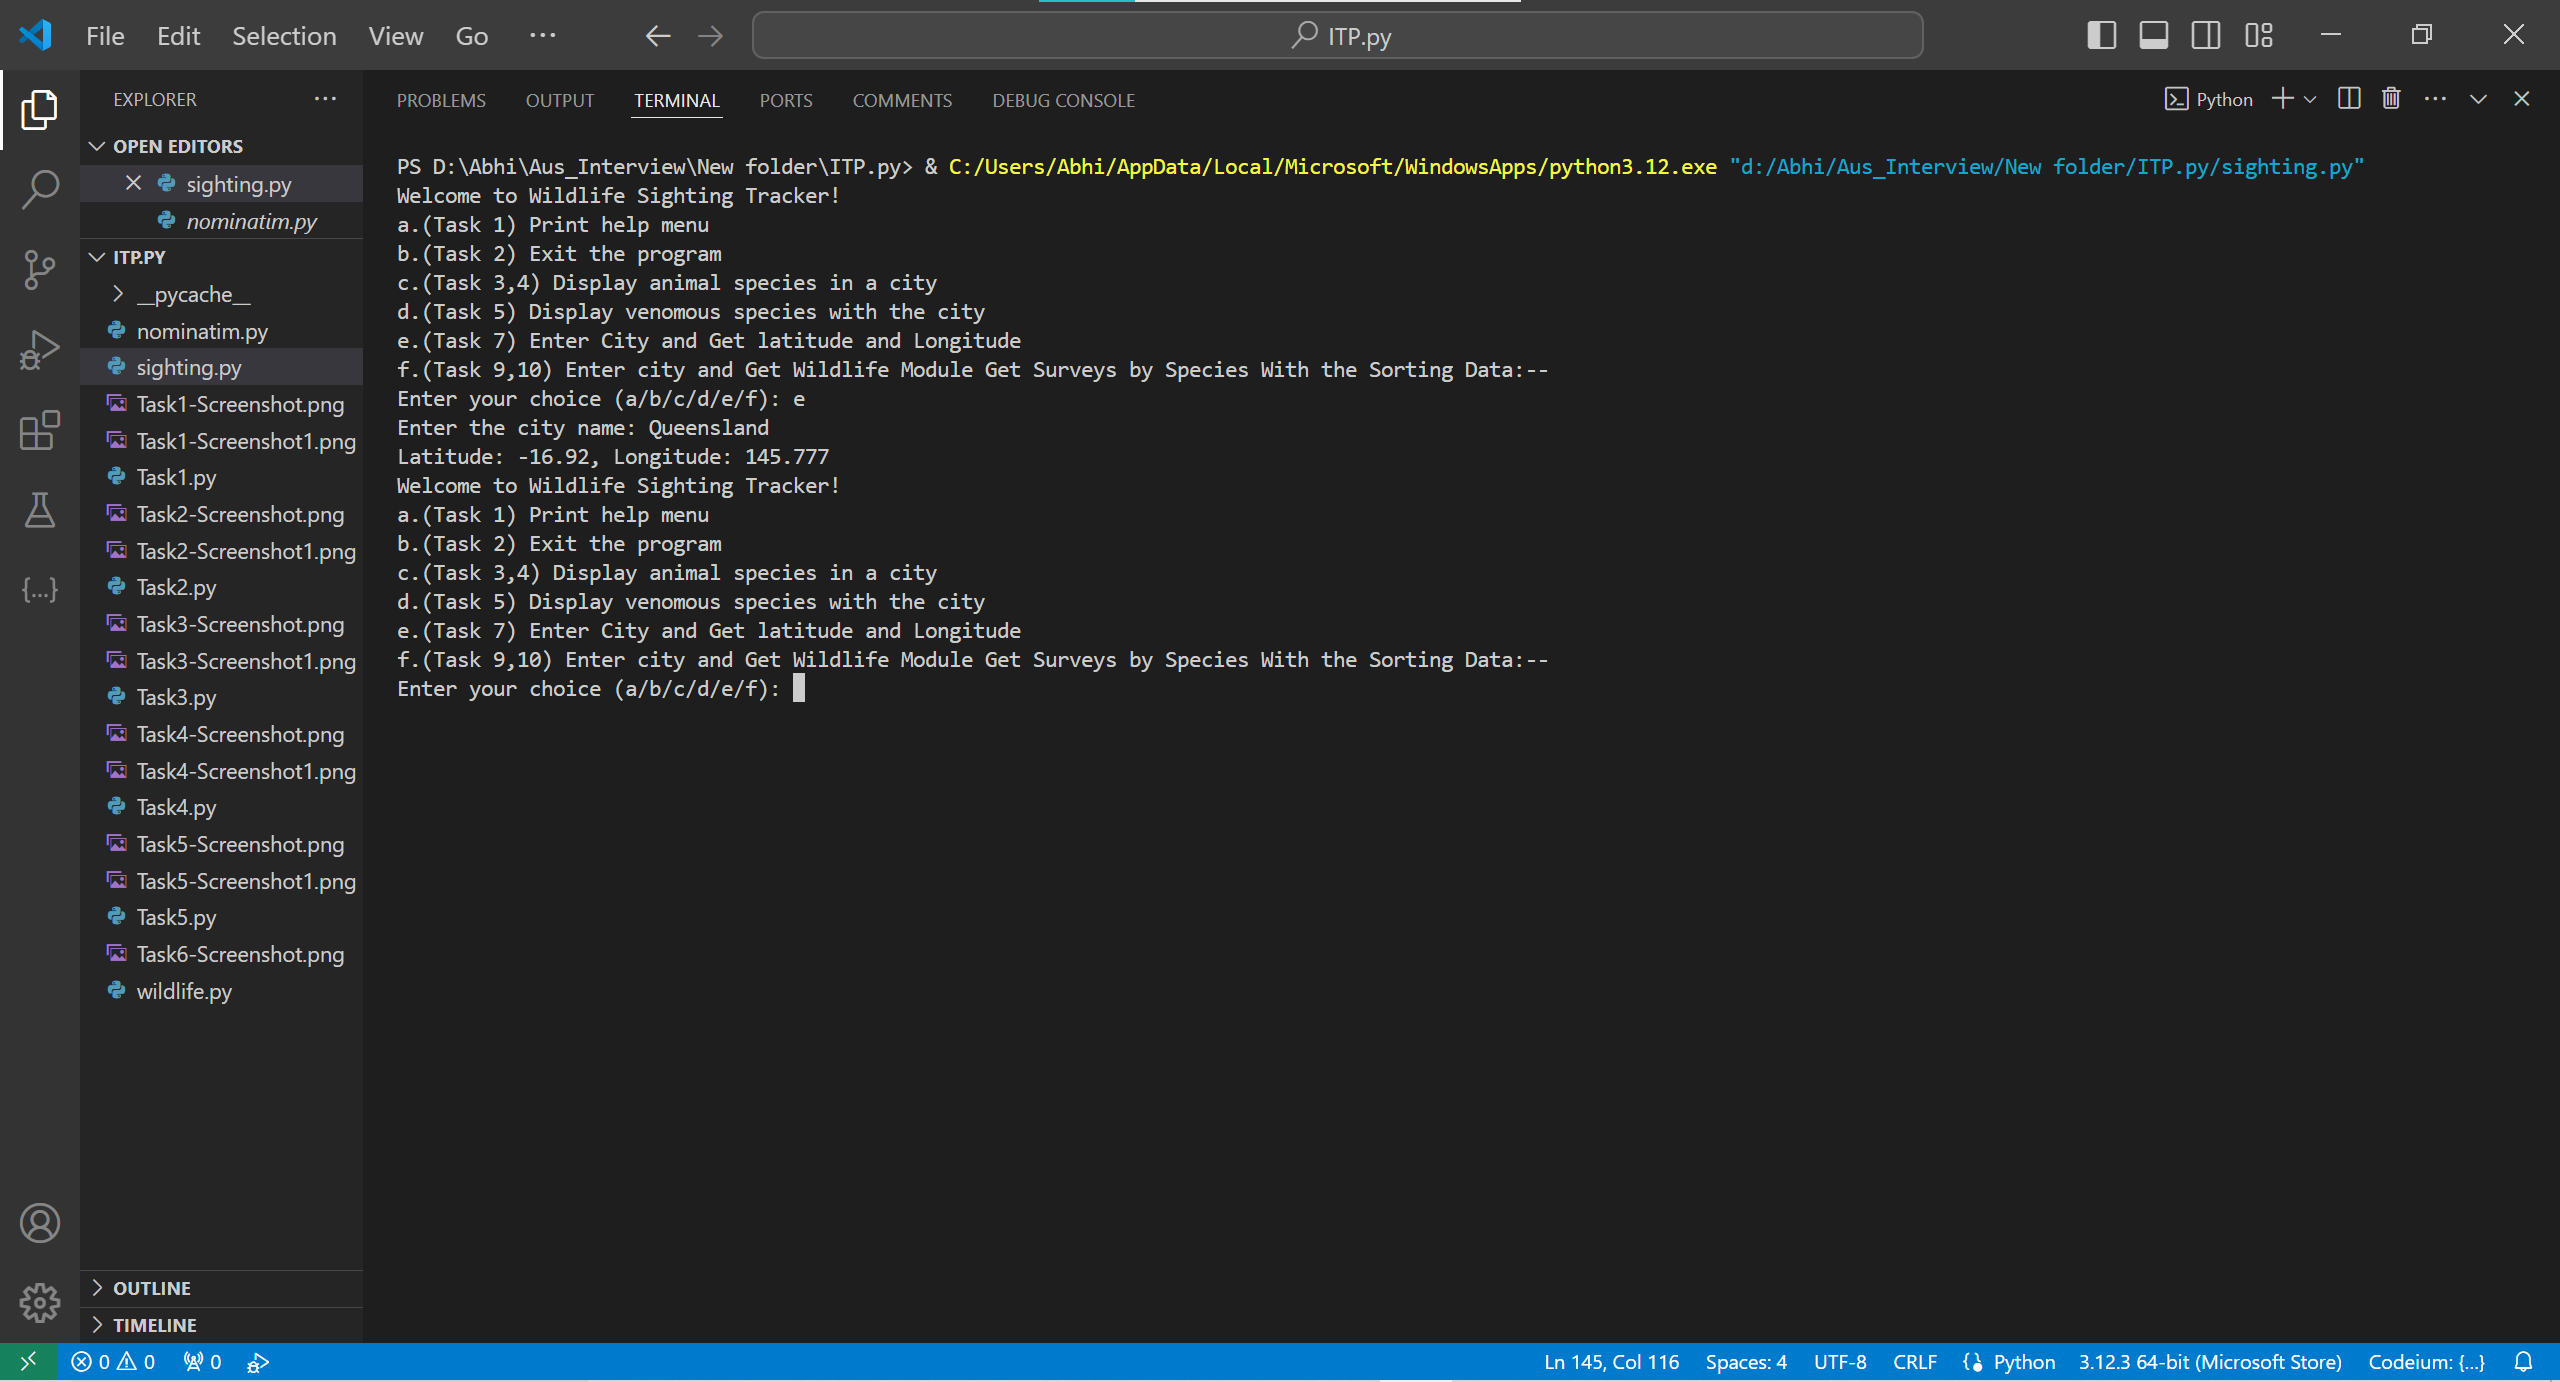 File Edit Selection View Go ···
ITP.py
EXPLORER ···
OPEN EDITORS
sighting.py
nominatim.py
ITP.PY
__pycache__
nominatim.py
sighting.py
Task1-Screenshot.png
Task1-Screenshot1.png
Task1.py
Task2-Screenshot.png
Task2-Screenshot1.png
Task2.py
Task3-Screenshot.png
Task3-Screenshot1.png
Task3.py
Task4-Screenshot.png
Task4-Screenshot1.png
Task4.py
Task5-Screenshot.png
Task5-Screenshot1.png
Task5.py
Task6-Screenshot.png
wildlife.py
OUTLINE
TIMELINE
PROBLEMS OUTPUT TERMINAL PORTS COMMENTS DEBUG CONSOLE
Python
PS D:\Abhi\Aus_Interview\New folder\ITP.py> & C:/Users/Abhi/AppData/Local/Microsoft/WindowsApps/python3.12.exe "d:/Abhi/Aus_Interview/New folder/ITP.py/sighting.py"
Welcome to Wildlife Sighting Tracker!
a.(Task 1) Print help menu
b.(Task 2) Exit the program
c.(Task 3,4) Display animal species in a city
d.(Task 5) Display venomous species with the city
e.(Task 7) Enter City and Get latitude and Longitude
f.(Task 9,10) Enter city and Get Wildlife Module Get Surveys by Species With the Sorting Data:--
Enter your choice (a/b/c/d/e/f): e
Enter the city name: Queensland
Latitude: -16.92, Longitude: 145.777
Welcome to Wildlife Sighting Tracker!
a.(Task 1) Print help menu
b.(Task 2) Exit the program
c.(Task 3,4) Display animal species in a city
d.(Task 5) Display venomous species with the city
e.(Task 7) Enter City and Get latitude and Longitude
f.(Task 9,10) Enter city and Get Wildlife Module Get Surveys by Species With the Sorting Data:--
Enter your choice (a/b/c/d/e/f):
0 0 0
Ln 145, Col 116 Spaces: 4 UTF-8 CRLF Python 3.12.3 64-bit (Microsoft Store) Codeium: {...}